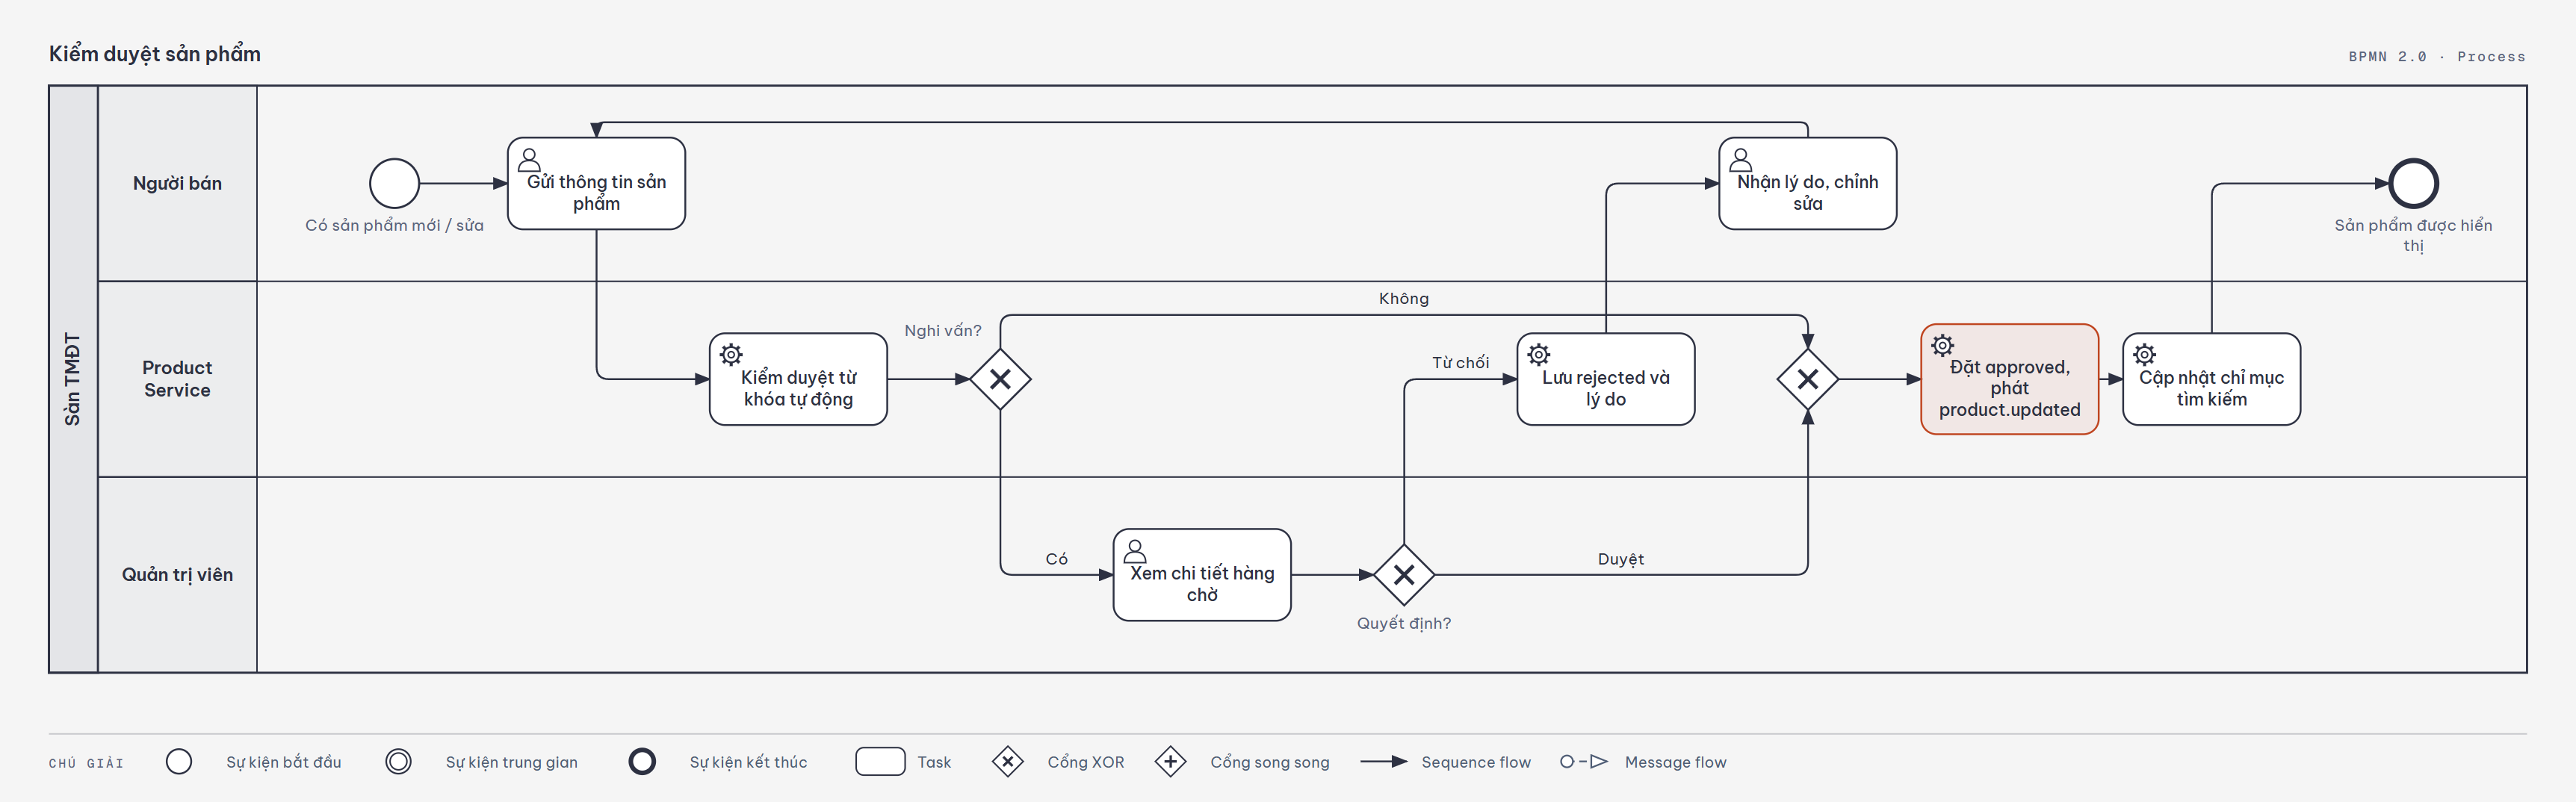 Kiểm duyệt sản phẩm
BPMN 2.0 · Process
Sàn TMĐT
Người bán
Có sản phẩm mới / sửa
Gửi thông tin sản
phẩm
Nhận lý do, chỉnh
sửa
Sản phẩm được hiển
thị
Product
Service
Kiểm duyệt từ
khóa tự động
Nghi vấn?
Không
Từ chối
Lưu rejected và
lý do
Đặt approved,
phát
product.updated
Cập nhật chỉ mục
tìm kiếm
Quản trị viên
Có
Xem chi tiết hàng
chờ
Quyết định?
Duyệt
CHÚ GIẢI
Sự kiện bắt đầu
Sự kiện trung gian
Sự kiện kết thúc
Task
Cổng XOR
Cổng song song
Sequence flow
Message flow